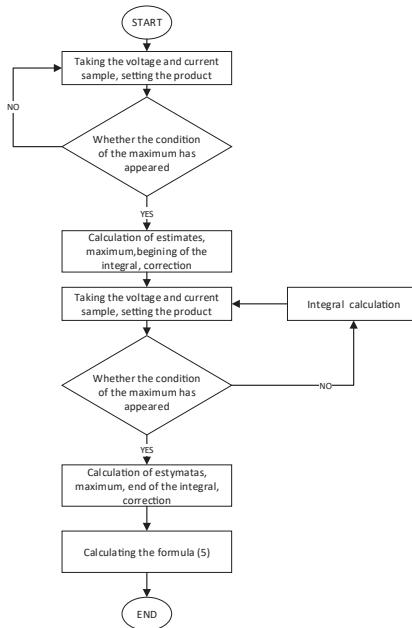 START
Taking the voltage and current
sample, setting the product
NO
Whether the condition
of the maximum has
appeared
YES
Calculation of estimates,
maximum,begining of the
integral, correction
Taking the voltage and current
sample, setting the product
Integral calculation
Whether the condition
of the maximum has
appeared
NO
YES
Calculation of estymatas,
maximum, end of the integral,
correction
Calculating the formula (5)
END